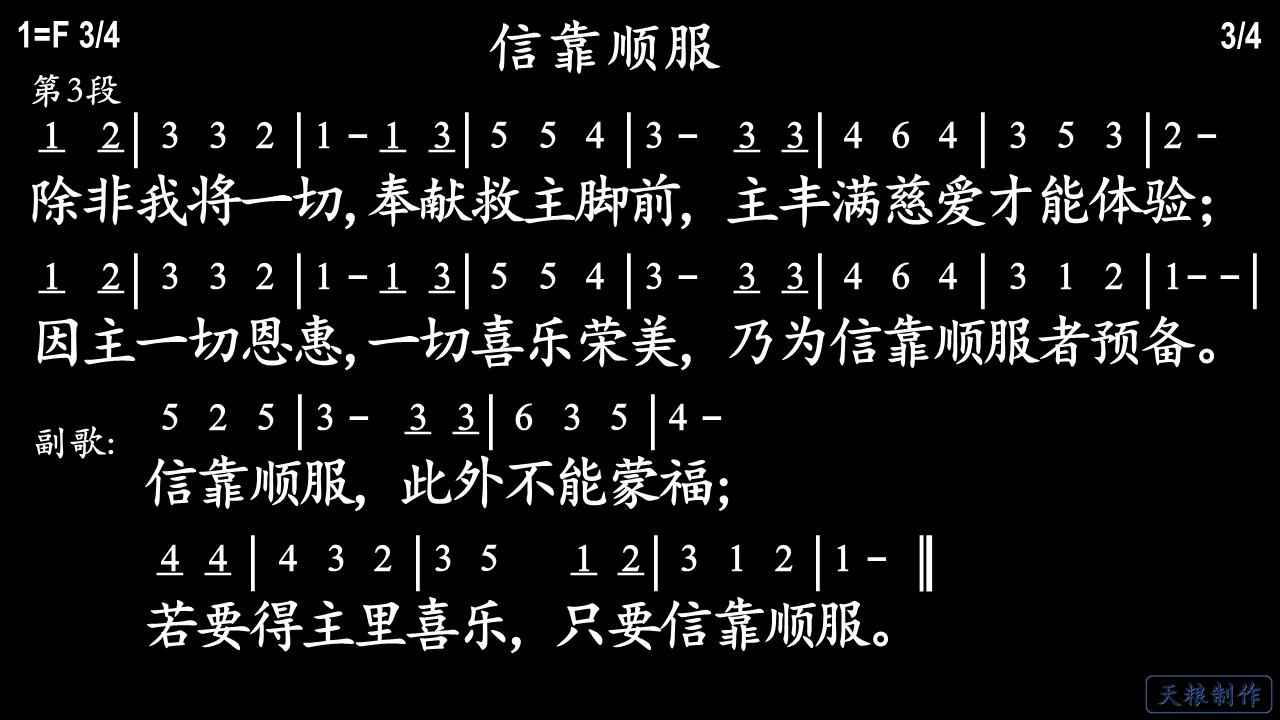 1=F 3/4 信靠顺服 3/4
第3段
1 2 | 3 3 2 | 1 - 1 3 | 5 5 4 | 3 - 3 3 | 4 6 4 | 3 5 3 | 2 -
除非我将一切, 奉献救主脚前, 主丰满慈爱才能体验;
1 2 | 3 3 2 | 1 - 1 3 | 5 5 4 | 3 - 3 3 | 4 6 4 | 3 1 2 | 1 - - |
因主一切恩惠, 一切喜乐荣美, 乃为信靠顺服者预备。
5 2 5 | 3 - 3 3 | 6 3 5 | 4 -
副歌: 信靠顺服, 此外不能蒙福;
4 4 | 4 3 2 | 3 5 1 2 | 3 1 2 | 1 - ‖
若要得主里喜乐, 只要信靠顺服。
天粮制作